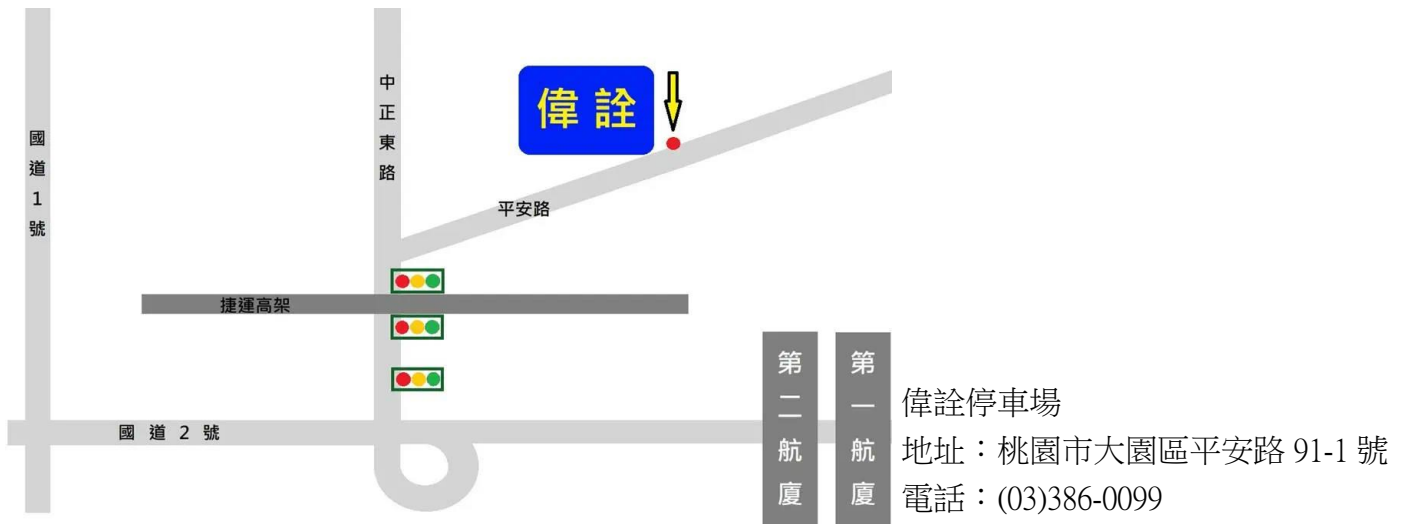 中正東路
偉詮
國道1號
平安路
捷運高架
第二航廈
第一航廈
偉詮停車場
國道2號
地址：桃園市大園區平安路 91-1 號
電話：(03)386-0099